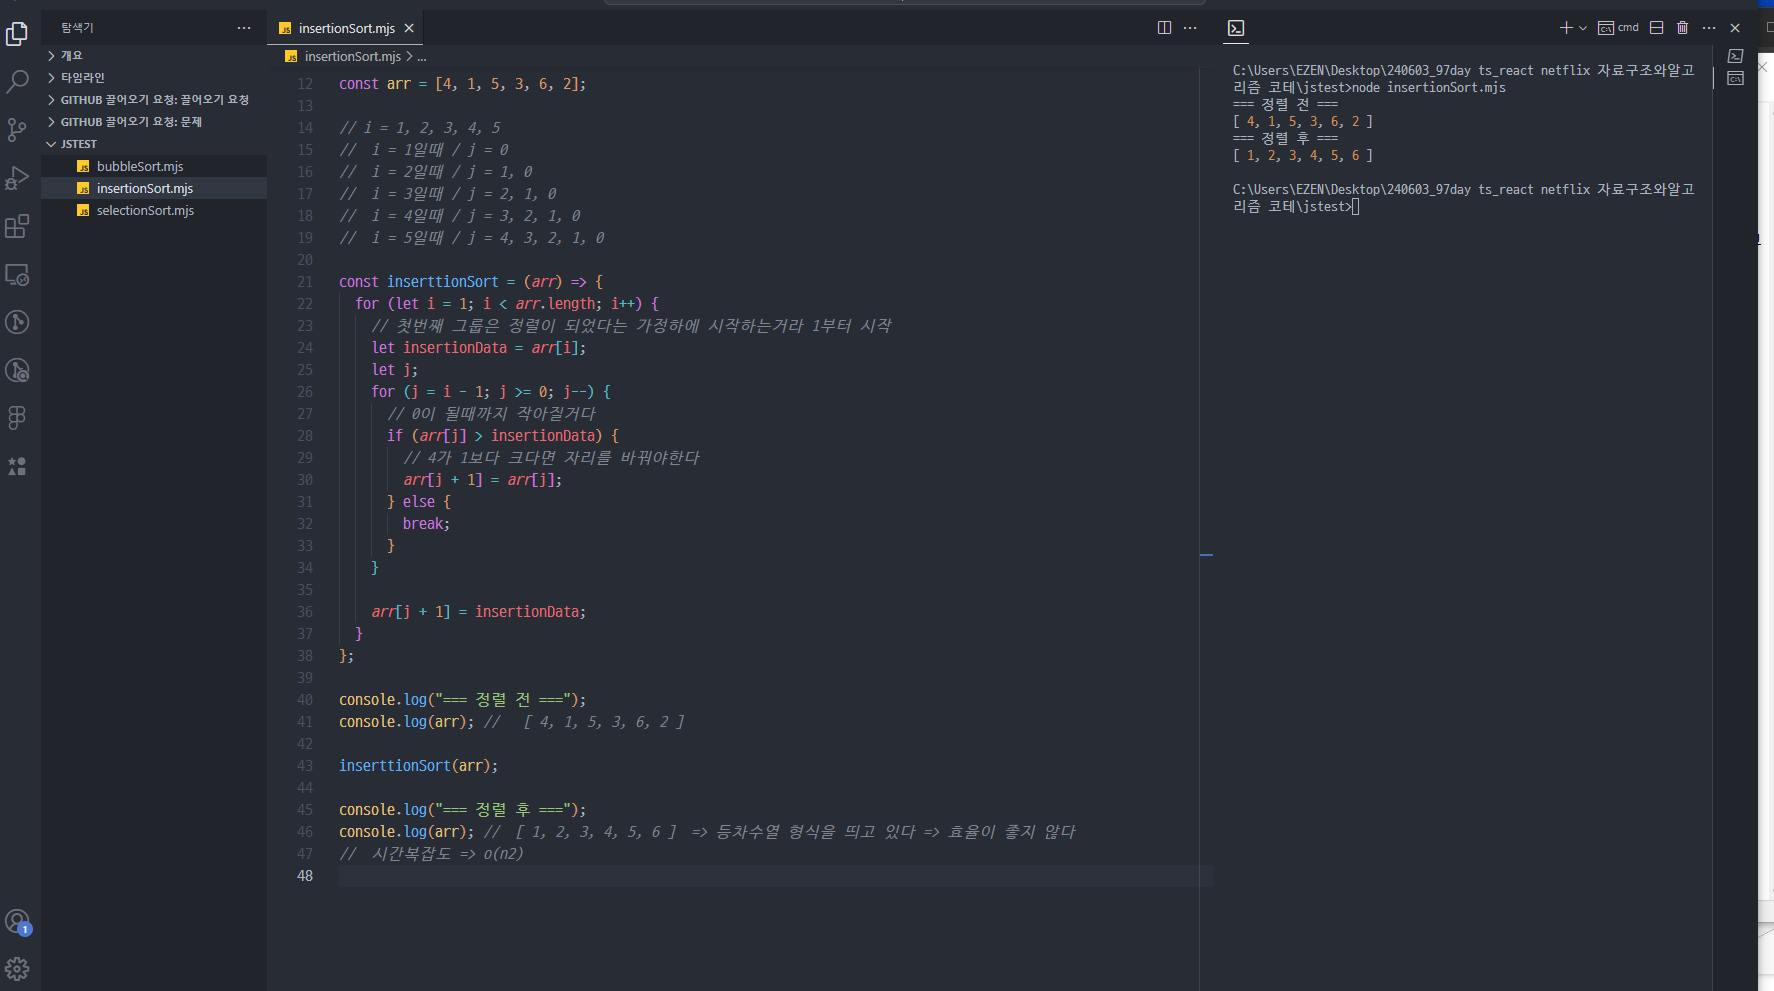 탐색기 ···
개요
타임라인
GITHUB 끌어오기 요청: 끌어오기 요청
GITHUB 끌어오기 요청: 문제
JSTEST
JS bubbleSort.mjs
JS insertionSort.mjs
JS selectionSort.mjs
1
JS insertionSort.mjs
JS insertionSort.mjs > ...
12 const arr = [4, 1, 5, 3, 6, 2];
13
14 // i = 1, 2, 3, 4, 5
15 //  i = 1일때 / j = 0
16 //  i = 2일때 / j = 1, 0
17 //  i = 3일때 / j = 2, 1, 0
18 //  i = 4일때 / j = 3, 2, 1, 0
19 //  i = 5일때 / j = 4, 3, 2, 1, 0
20
21 const inserttionSort = (arr) => {
22   for (let i = 1; i < arr.length; i++) {
23     // 첫번째 그룹은 정렬이 되었다는 가정하에 시작하는거라 1부터 시작
24     let insertionData = arr[i];
25     let j;
26     for (j = i - 1; j >= 0; j--) {
27       // 0이 될때까지 작아질거다
28       if (arr[j] > insertionData) {
29         // 4가 1보다 크다면 자리를 바꿔야한다
30         arr[j + 1] = arr[j];
31       } else {
32         break;
33       }
34     }
35
36     arr[j + 1] = insertionData;
37   }
38 };
39
40 console.log("=== 정렬 전 ===");
41 console.log(arr); //   [ 4, 1, 5, 3, 6, 2 ]
42
43 inserttionSort(arr);
44
45 console.log("=== 정렬 후 ===");
46 console.log(arr); //  [ 1, 2, 3, 4, 5, 6 ]  => 등차수열 형식을 띄고 있다 => 효율이 좋지 않다
47 //  시간복잡도 => o(n2)
48
cmd
C:\Users\EZEN\Desktop\240603_97day ts_react netflix 자료구조와알고
리즘 코테\jstest>node insertionSort.mjs
=== 정렬 전 ===
[ 4, 1, 5, 3, 6, 2 ]
=== 정렬 후 ===
[ 1, 2, 3, 4, 5, 6 ]
C:\Users\EZEN\Desktop\240603_97day ts_react netflix 자료구조와알고
리즘 코테\jstest>